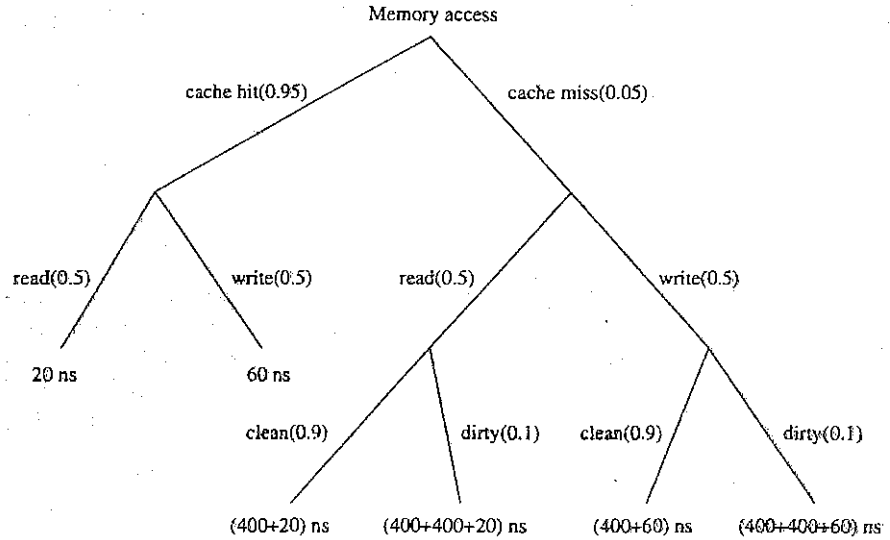 Memory access
cache hit(0.95)
cache miss(0.05)
read(0.5)
write(0.5)
read(0.5)
write(0.5)
20 ns
60 ns
clean(0.9)
dirty(0.1)
clean(0.9)
dirty(0.1)
(400+20) ns
(400+400+20) ns
(400+60) ns
(400+400+60) ns